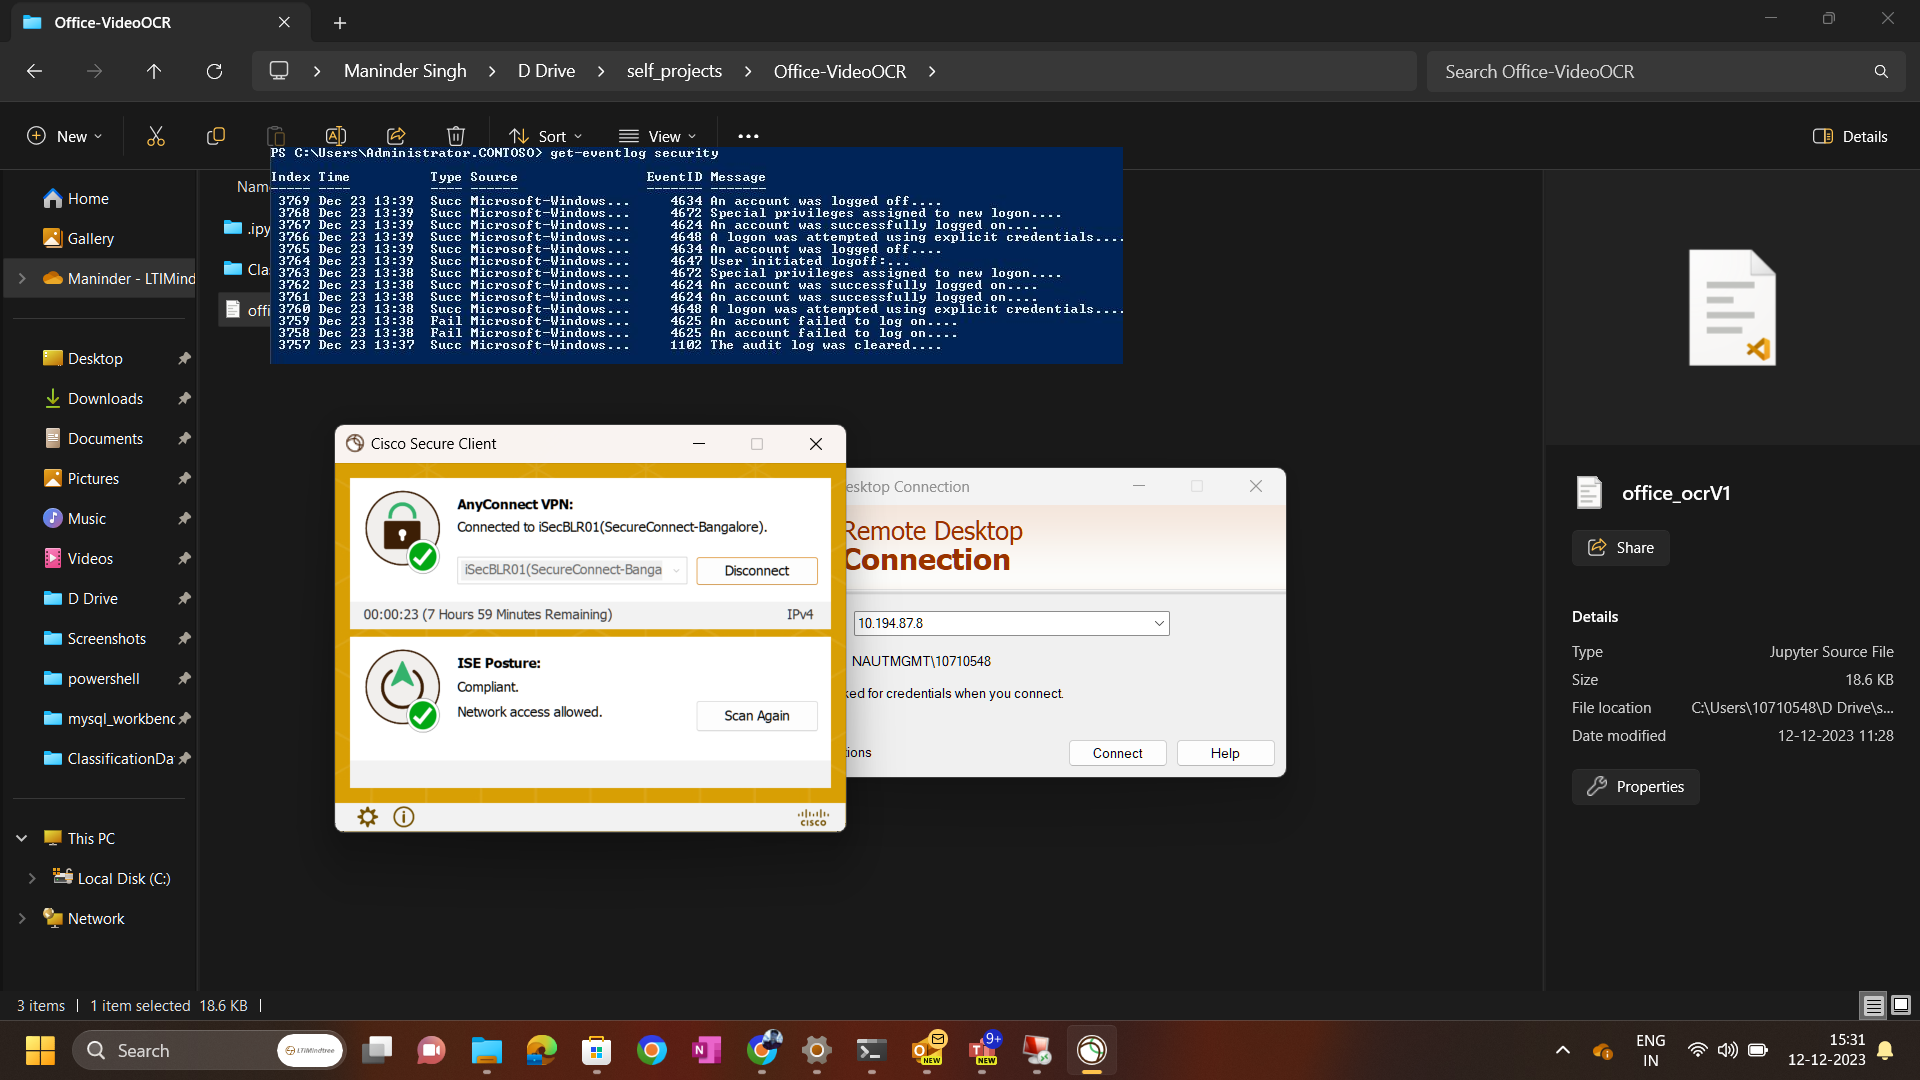 Office-VideoOCR
Maninder Singh
D Drive
self_projects
Office-VideoOCR
Search Office-VideoOCR
New
Sort
View
Details
PS C:\Users\Administrator.CONTOSO> get-eventlog security
Index Time Type Source EventID Message
----- ---- ---- ------ ------- -------
3769 Dec 23 13:39 Succ Microsoft-Windows... 4634 An account was logged off....
3768 Dec 23 13:39 Succ Microsoft-Windows... 4672 Special privileges assigned to new logon....
3767 Dec 23 13:39 Succ Microsoft-Windows... 4624 An account was successfully logged on....
3766 Dec 23 13:39 Succ Microsoft-Windows... 4648 A logon was attempted using explicit credentials....
3765 Dec 23 13:39 Succ Microsoft-Windows... 4634 An account was logged off....
3764 Dec 23 13:39 Succ Microsoft-Windows... 4647 User initiated logoff:...
3763 Dec 23 13:38 Succ Microsoft-Windows... 4672 Special privileges assigned to new logon....
3762 Dec 23 13:38 Succ Microsoft-Windows... 4624 An account was successfully logged on....
3761 Dec 23 13:38 Succ Microsoft-Windows... 4624 An account was successfully logged on....
3760 Dec 23 13:38 Succ Microsoft-Windows... 4648 A logon was attempted using explicit credentials....
3759 Dec 23 13:38 Fail Microsoft-Windows... 4625 An account failed to log on....
3758 Dec 23 13:38 Fail Microsoft-Windows... 4625 An account failed to log on....
3757 Dec 23 13:37 Succ Microsoft-Windows... 1102 The audit log was cleared....
Nam
.ipy
Cla
offi
Home
Gallery
Maninder - LTIMind
Desktop
Downloads
Documents
Pictures
Music
Videos
D Drive
Screenshots
powershell
mysql_workbenc
ClassificationDa
This PC
Local Disk (C:)
Network
Cisco Secure Client
AnyConnect VPN:
Connected to iSecBLR01(SecureConnect-Bangalore).
iSecBLR01(SecureConnect-Banga
Disconnect
00:00:23 (7 Hours 59 Minutes Remaining)
IPv4
ISE Posture:
Compliant.
Network access allowed.
Scan Again
cisco
esktop Connection
Remote Desktop
Connection
10.194.87.8
NAUTMGMT\10710548
ked for credentials when you connect.
tions
Connect
Help
office_ocrV1
Share
Details
Type Jupyter Source File
Size 18.6 KB
File location C:\Users\10710548\D Drive\s...
Date modified 12-12-2023 11:28
Properties
3 items
1 item selected 18.6 KB
Search
LTIMindtree
NEW
9+
NEW
ENG
IN
15:31
12-12-2023